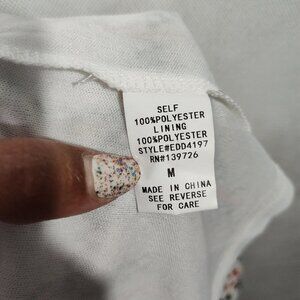 SELF
100%POLYESTER
LINING
100%POLYESTER
STYLE#EDD4197
RN#139726
M
MADE IN CHINA
SEE REVERSE
FOR CARE